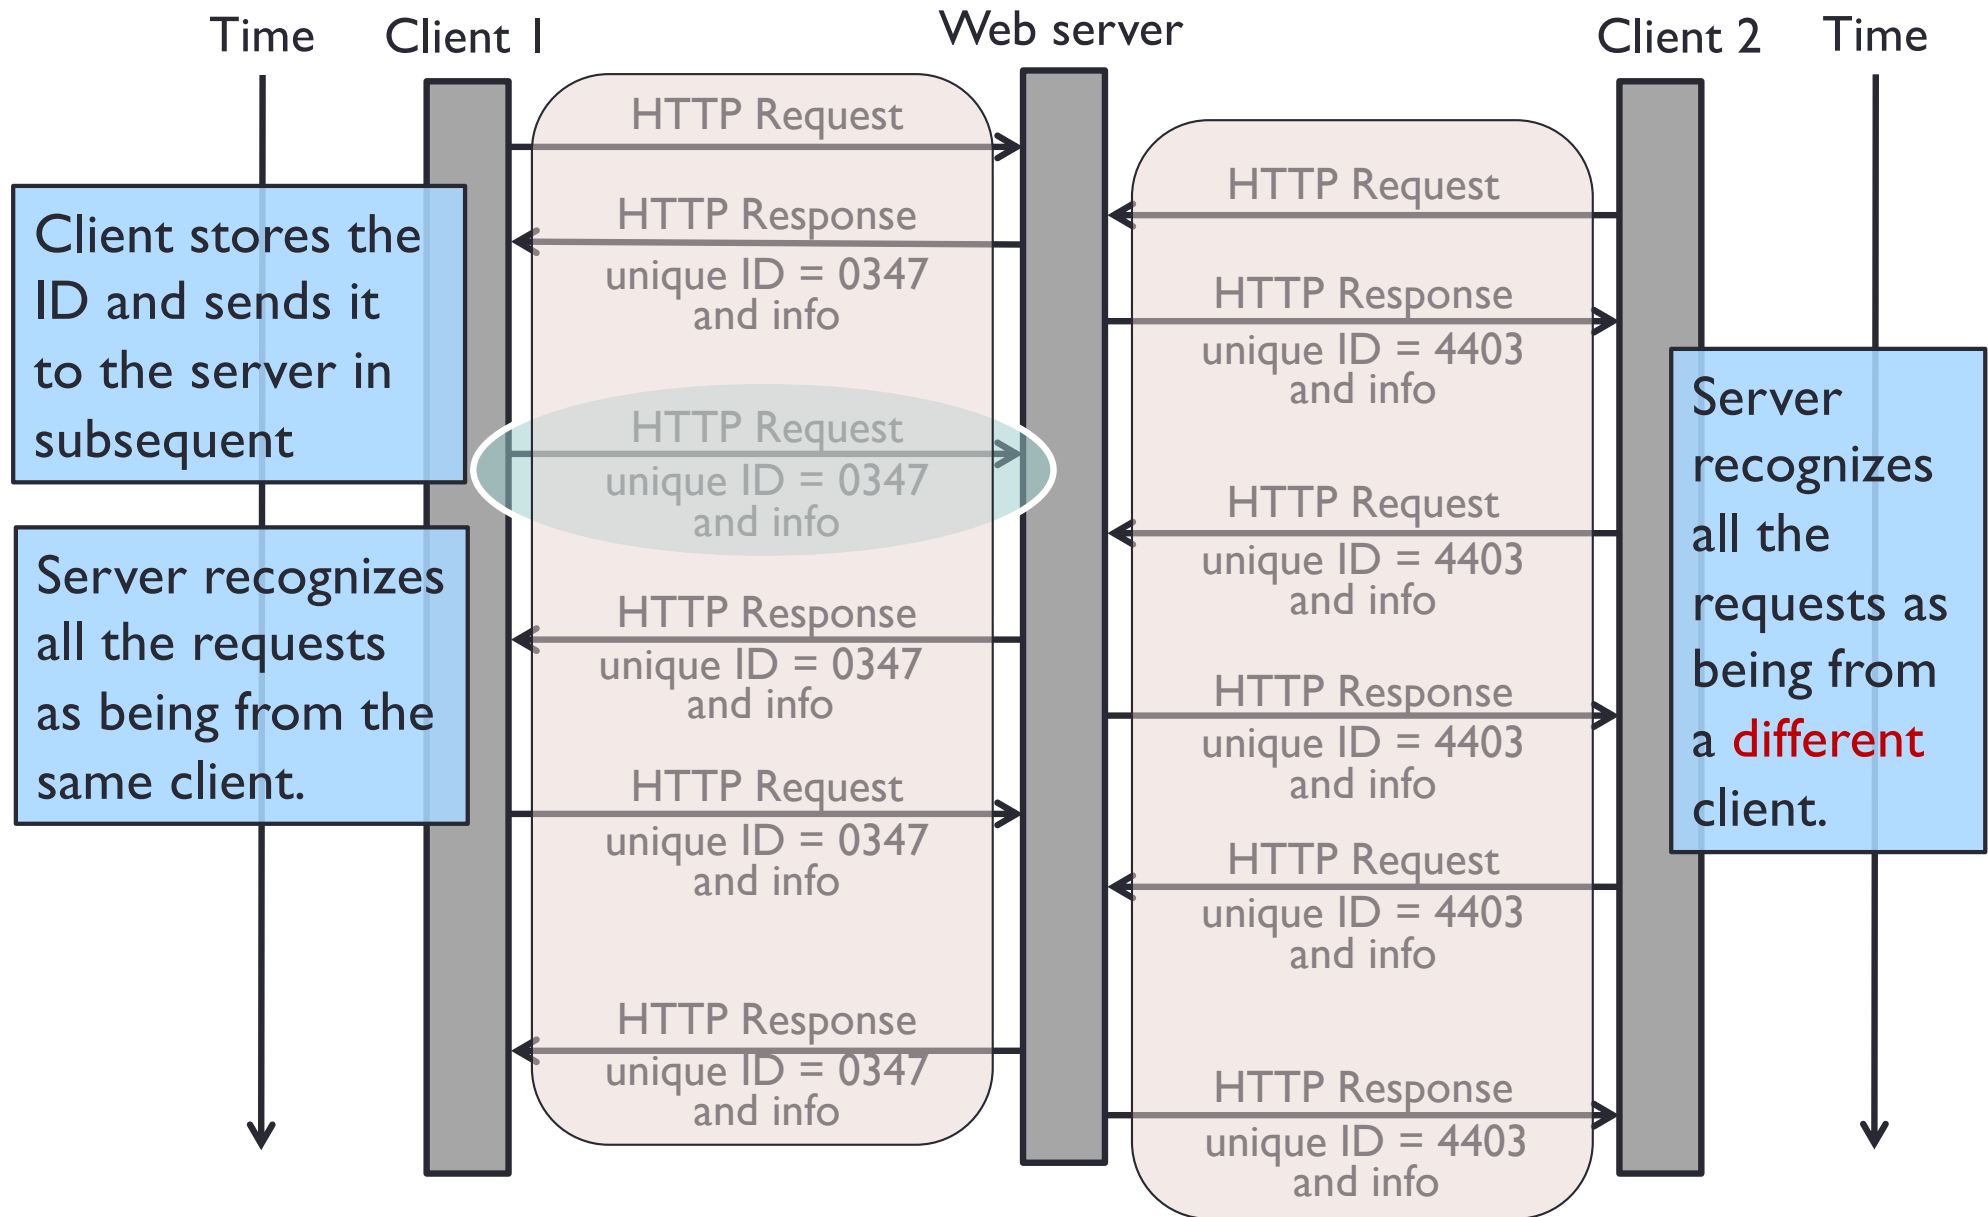 Time
Client 1
Web server
Client 2
Time
HTTP Request
HTTP Response
unique ID = 0347
and info
HTTP Request
unique ID = 0347
and info
HTTP Response
unique ID = 0347
and info
HTTP Request
unique ID = 0347
and info
HTTP Response
unique ID = 0347
and info
HTTP Request
HTTP Response
unique ID = 4403
and info
HTTP Request
unique ID = 4403
and info
HTTP Response
unique ID = 4403
and info
HTTP Request
unique ID = 4403
and info
HTTP Response
unique ID = 4403
and info
Client stores the
ID and sends it
to the server in
subsequent
Server recognizes
all the requests
as being from the
same client.
Server
recognizes
all the
requests as
being from
a different
client.